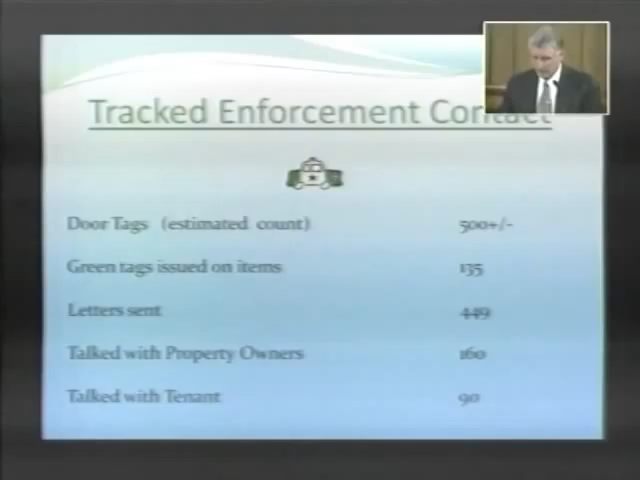 Tracked Enforcement Contact
Door Tags (estimated count) 500+/-
Green tags issued on items 135
Letters sent 449
Talked with Property Owners 160
Talked with Tenant 90